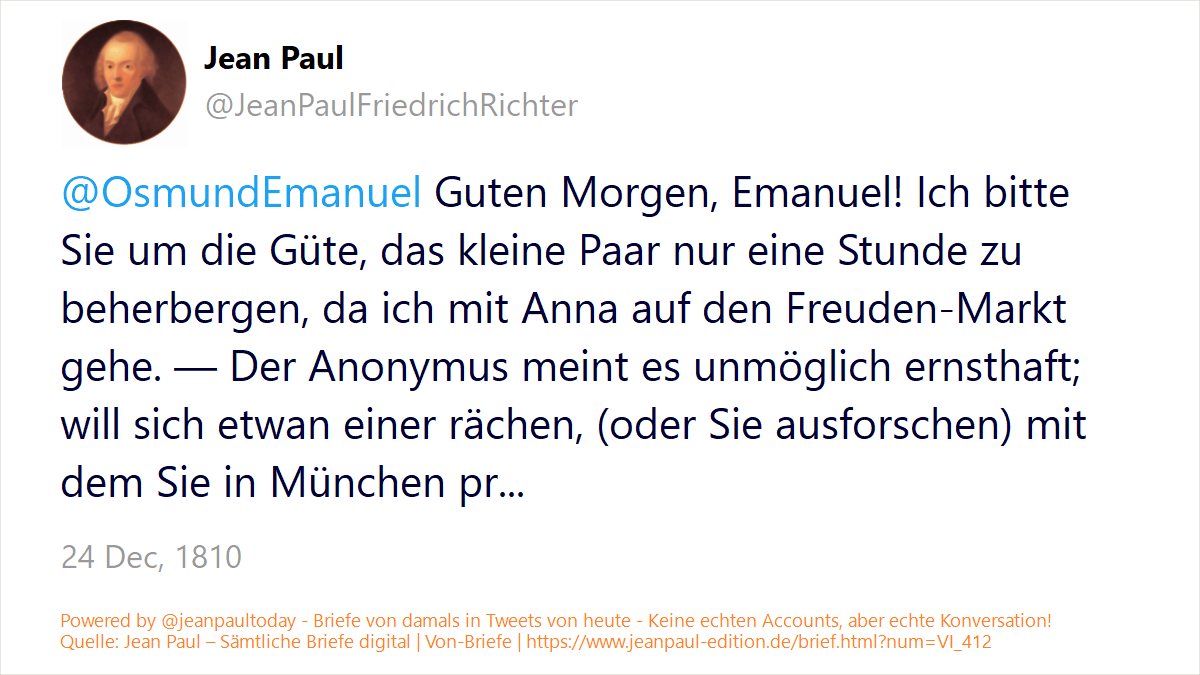 Jean Paul
@JeanPaulFriedrichRichter
@OsmundEmanuel Guten Morgen, Emanuel! Ich bitte
Sie um die Güte, das kleine Paar nur eine Stunde zu
beherbergen, da ich mit Anna auf den Freuden-Markt
gehe. — Der Anonymus meint es unmöglich ernsthaft;
will sich etwan einer rächen, (oder Sie ausforschen) mit
dem Sie in München pr...
24 Dec, 1810
Powered by @jeanpaultoday - Briefe von damals in Tweets von heute - Keine echten Accounts, aber echte Konversation!
Quelle: Jean Paul – Sämtliche Briefe digital | Von-Briefe | https://www.jeanpaul-edition.de/brief.html?num=VI_412